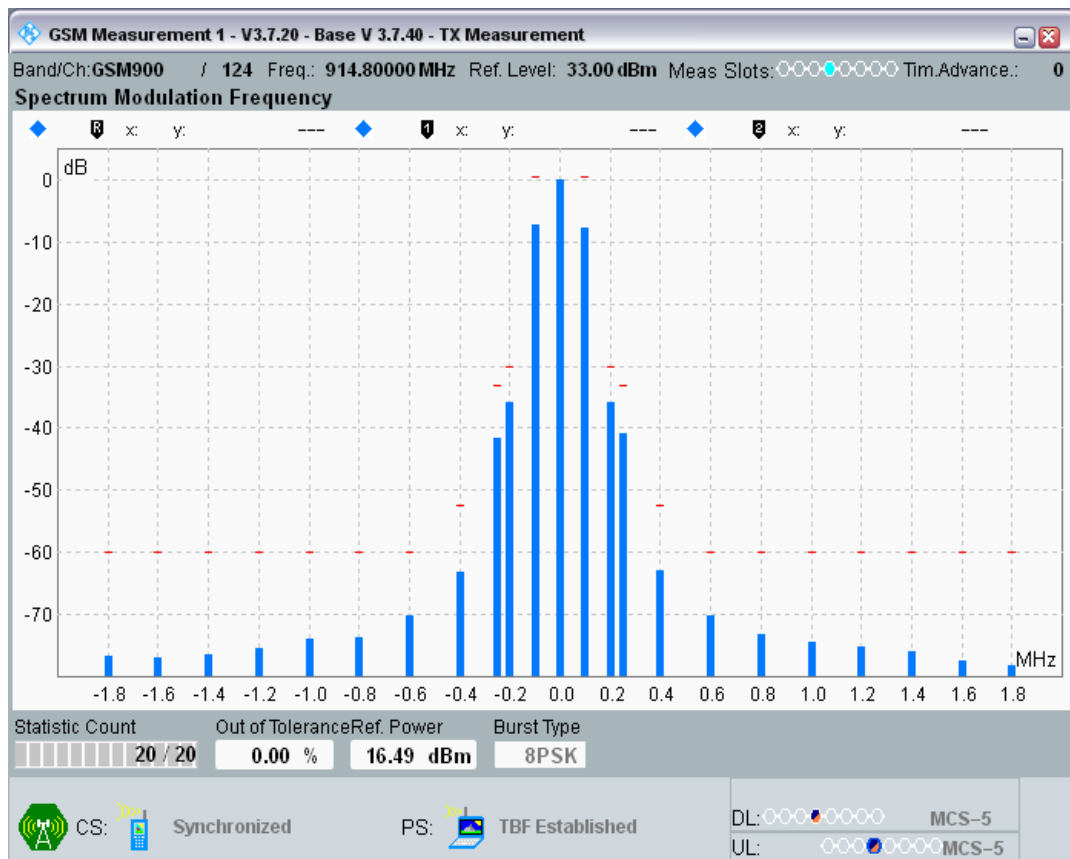 GSM Measurement 1 - V3.7.20 - Base V 3.7.40 - TX Measurement
Band/Ch:GSM900 / 124 Freq.: 914.80000 MHz Ref. Level: 33.00 dBm Meas Slots: Tim.Advance.: 0
Spectrum Modulation Frequency
R x: y: --- 1 x: y: --- 2 x: y: ---
dB
0
-10
-20
-30
-40
-50
-60
-70
MHz
-1.8 -1.6 -1.4 -1.2 -1.0 -0.8 -0.6 -0.4 -0.2 0.0 0.2 0.4 0.6 0.8 1.0 1.2 1.4 1.6 1.8
Statistic Count Out of Tolerance Ref. Power Burst Type
20 / 20 0.00 % 16.49 dBm 8PSK
CS: Synchronized PS: TBF Established
DL: MCS-5
UL: MCS-5